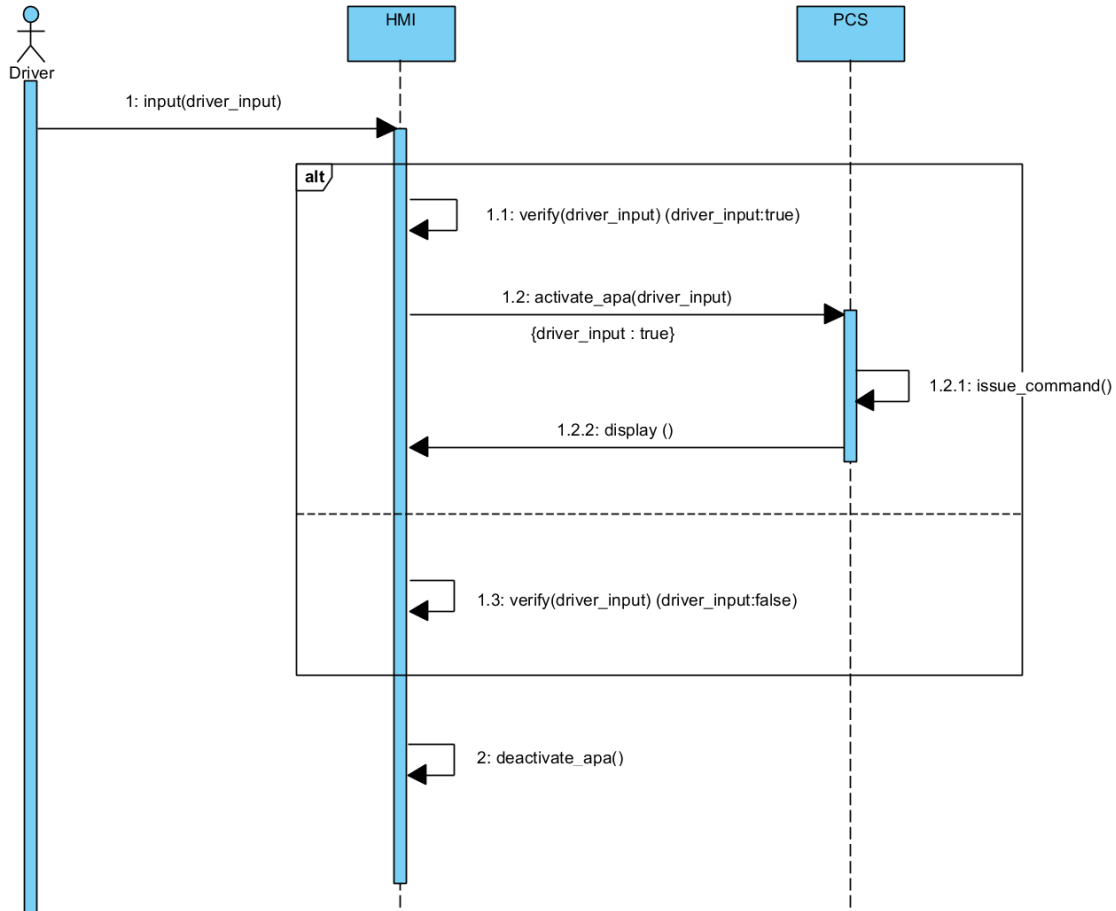 HMI
PCS
Driver
1: input(driver_input)
alt
1.1: verify(driver_input) (driver_input:true)
1.2: activate_apa(driver_input)
{driver_input : true}
1.2.1: issue_command()
1.2.2: display ()
1.3: verify(driver_input) (driver_input:false)
2: deactivate_apa()